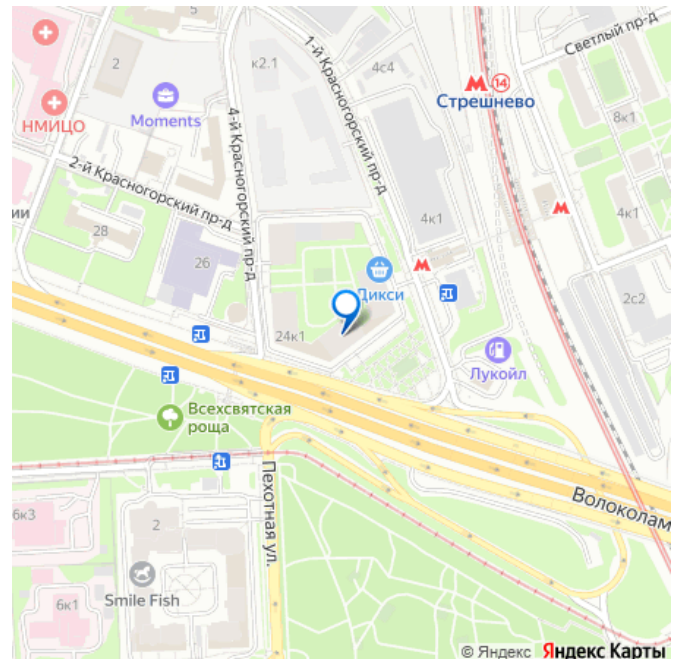 2
5
к2.1
1-й Красногорский пр-д
4с4
Светлый пр-д
14
Стрешнево
НМИЦО
Moments
4-й Красногорский пр-д
8к1
2-й Красногорский пр-д
ии
28
26
4к1
4к1
Дикси
2с2
24к1
Лукойл
Всехсвятская
роща
Пехотная ул.
Волоколам
6к3
2
Smile Fish
6к1
© Яндекс Яндекс Карты